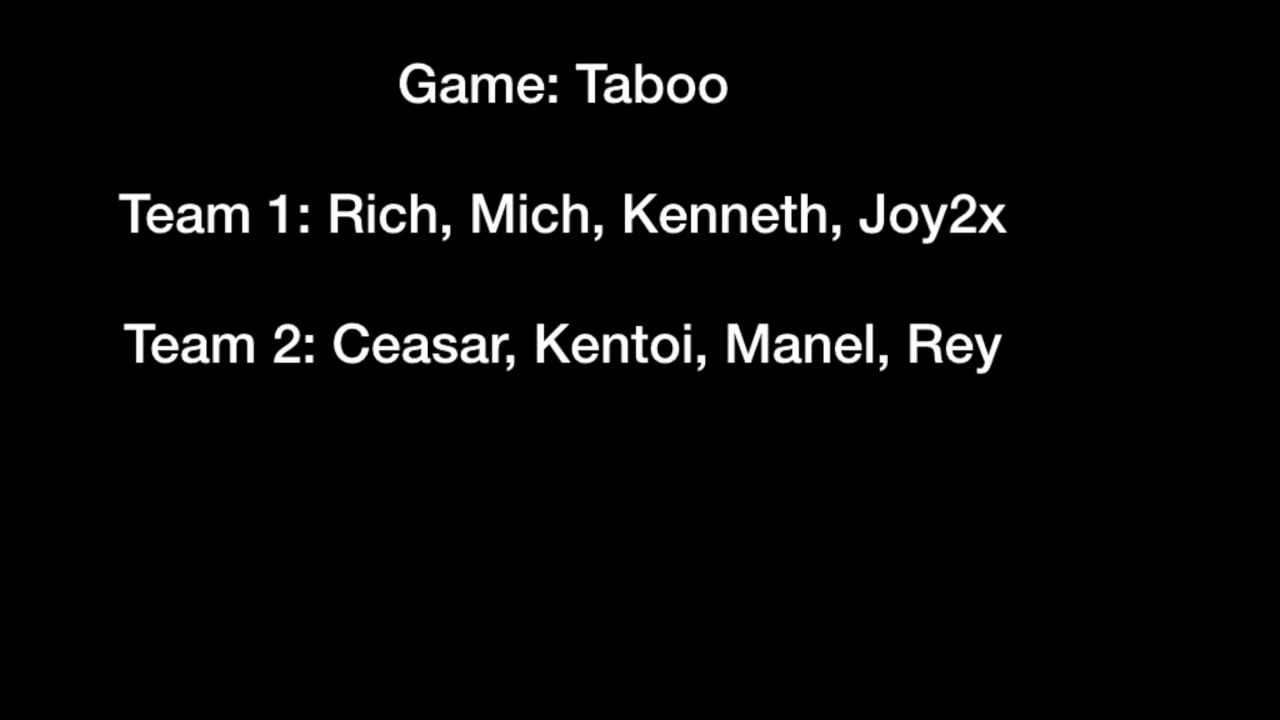 Game: Taboo
Team 1: Rich, Mich, Kenneth, Joy2x
Team 2: Ceasar, Kentoi, Manel, Rey